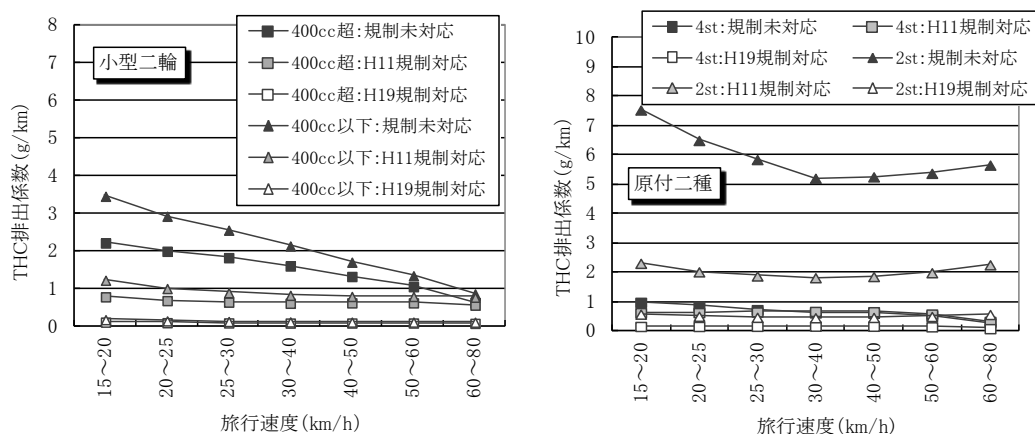 8
7
6
5
4
3
2
1
0
THC排出係数(g/km)
小型二輪
400cc超:規制未対応
400cc超:H11規制対応
400cc超:H19規制対応
400cc以下:規制未対応
400cc以下:H11規制対応
400cc以下:H19規制対応
15~20
20~25
25~30
30~40
40~50
50~60
60~80
旅行速度(km/h)
10
9
8
7
6
5
4
3
2
1
0
THC排出係数(g/km)
4st:規制未対応 4st:H11規制対応
4st:H19規制対応 2st:規制未対応
2st:H11規制対応 2st:H19規制対応
原付二種
15~20
20~25
25~30
30~40
40~50
50~60
60~80
旅行速度(km/h)